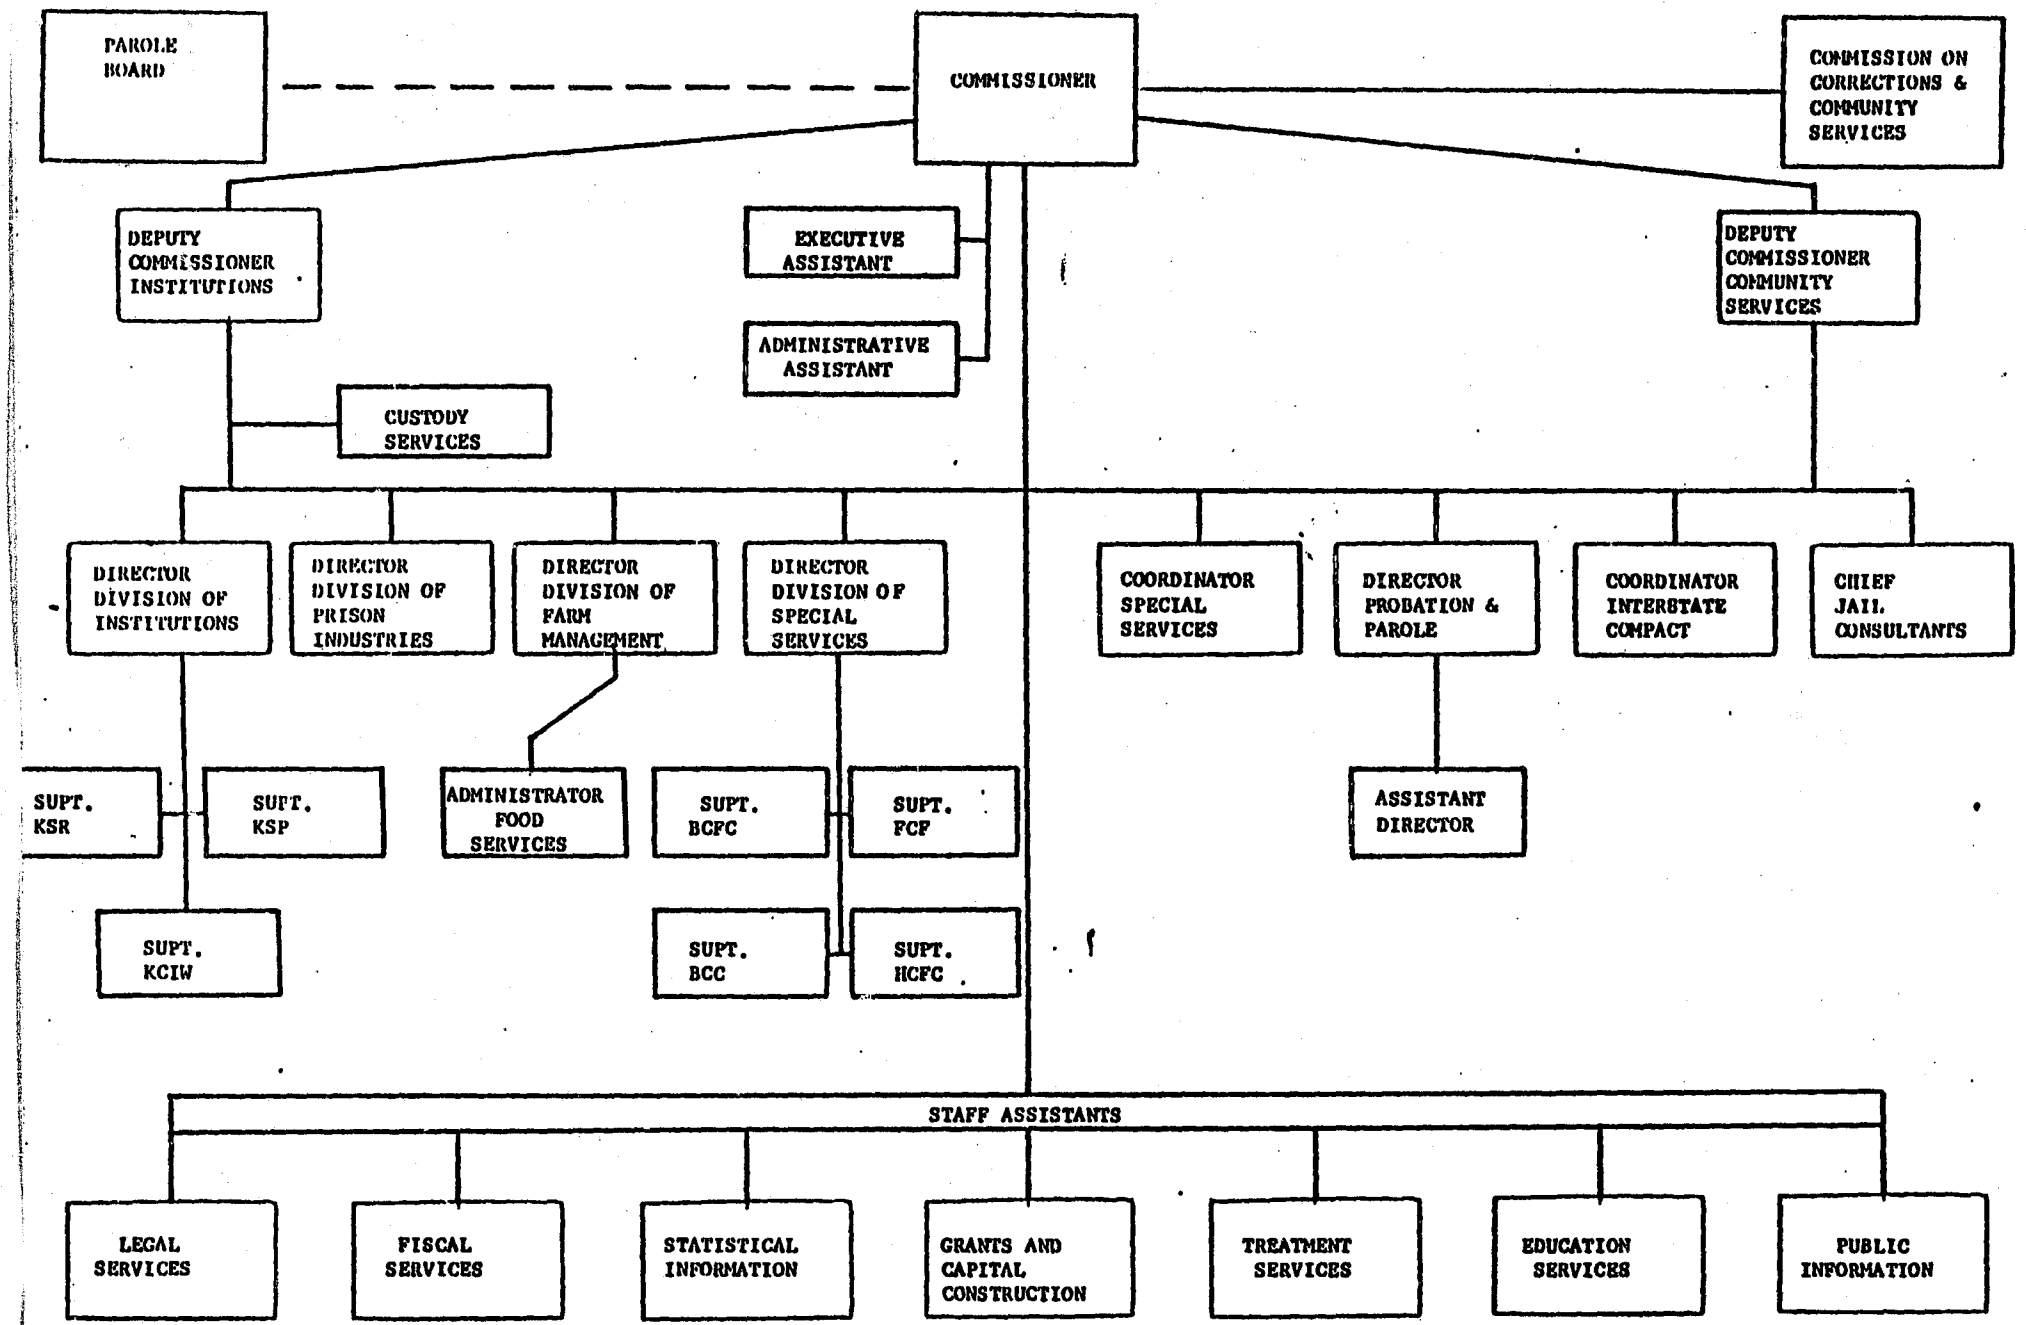 PAROLE
BOARD
COMMISSIONER
COMMISSION ON
CORRECTIONS &
COMMUNITY
SERVICES
DEPUTY
COMMISSIONER
INSTITUTIONS
EXECUTIVE
ASSISTANT
ADMINISTRATIVE
ASSISTANT
DEPUTY
COMMISSIONER
COMMUNITY
SERVICES
CUSTODY
SERVICES
DIRECTOR
DIVISION OF
INSTITUTIONS
DIRECTOR
DIVISION OF
PRISON
INDUSTRIES
DIRECTOR
DIVISION OF
FARM
MANAGEMENT
DIRECTOR
DIVISION OF
SPECIAL
SERVICES
COORDINATOR
SPECIAL
SERVICES
DIRECTOR
PROBATION &
PAROLE
COORDINATOR
INTERSTATE
COMPACT
CHIEF
JAIL
CONSULTANTS
SUPT.
KSR
SUPT.
KSP
ADMINISTRATOR
FOOD
SERVICES
SUPT.
BCFC
SUPT.
FCF
ASSISTANT
DIRECTOR
SUPT.
KCIW
SUPT.
BCC
SUPT.
HCFC
STAFF ASSISTANTS
LEGAL
SERVICES
FISCAL
SERVICES
STATISTICAL
INFORMATION
GRANTS AND
CAPITAL
CONSTRUCTION
TREATMENT
SERVICES
EDUCATION
SERVICES
PUBLIC
INFORMATION